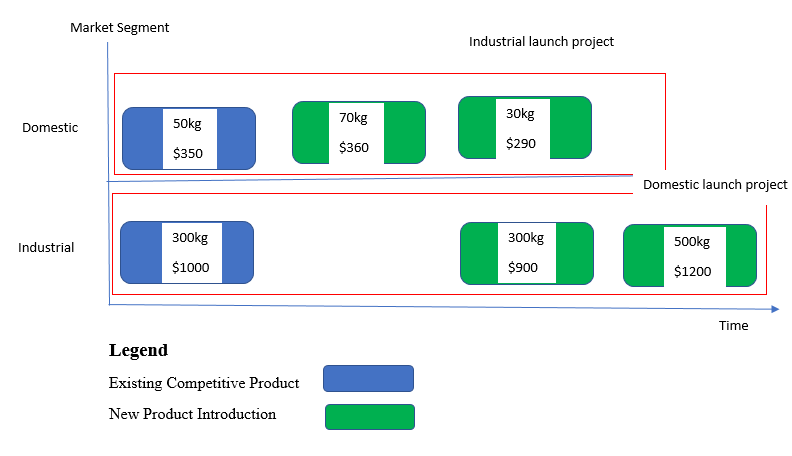 Market Segment
Industrial launch project
Domestic
50kg
$350
70kg
$360
30kg
$290
Domestic launch project
Industrial
300kg
$1000
300kg
$900
500kg
$1200
Time
Legend
Existing Competitive Product
New Product Introduction